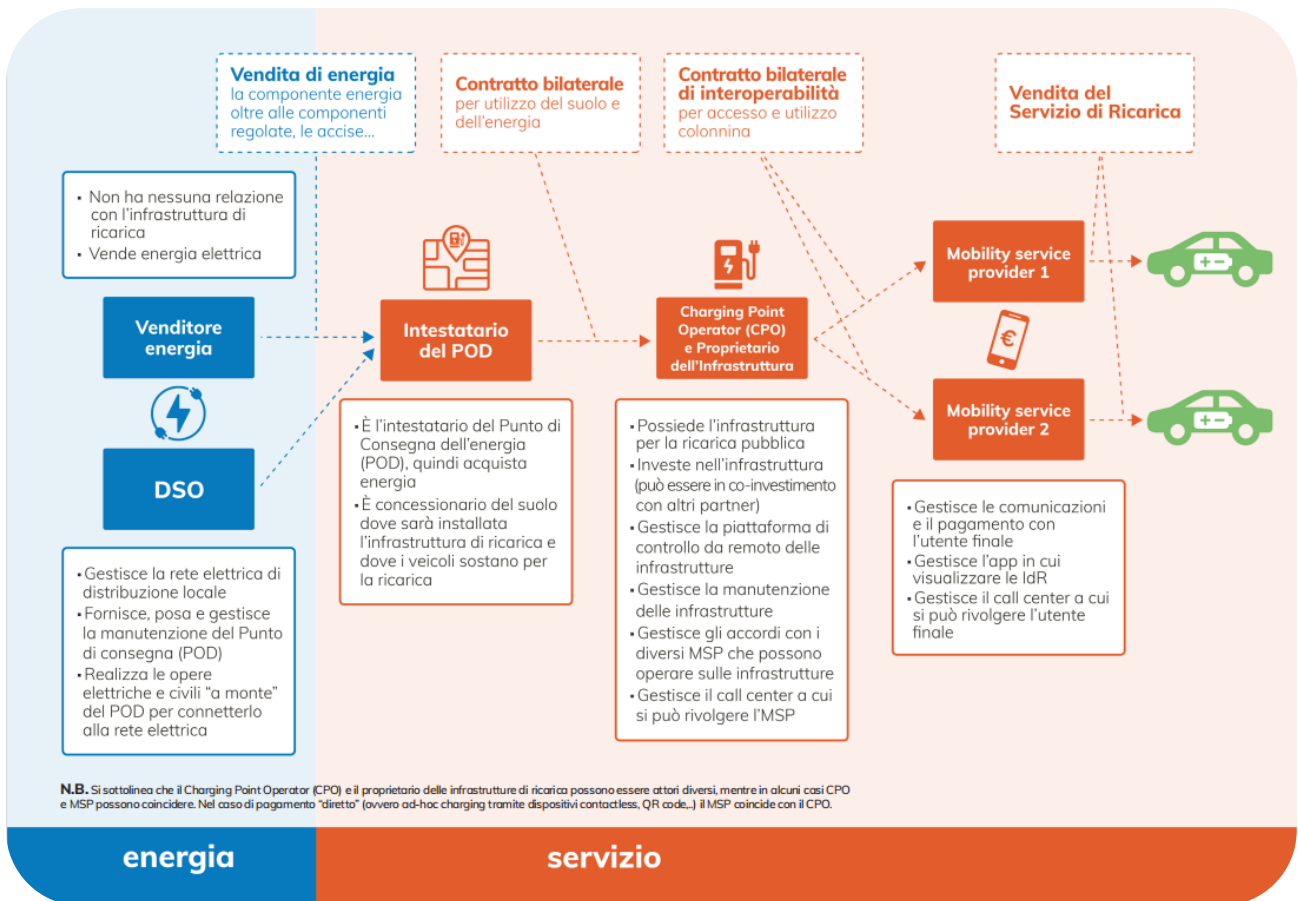 Vendita di energia
la componente energia
oltre alle componenti
regolate, le accise...
Contratto bilaterale
per utilizzo del suolo e
dell'energia
Contratto bilaterale
di interoperabilità
per accesso e utilizzo
colonnina
Vendita del
Servizio di Ricarica
▪ Non ha nessuna relazione
con l'infrastruttura di
ricarica
▪ Vende energia elettrica
Venditore
energia
DSO
▪ Gestisce la rete elettrica di
distribuzione locale
▪ Fornisce, posa e gestisce
la manutenzione del Punto
di consegna (POD)
▪ Realizza le opere
elettriche e civili "a monte"
del POD per connetterlo
alla rete elettrica
Intestatario
del POD
▪ È l'intestatario del Punto di
Consegna dell'energia
(POD), quindi acquista
energia
▪ È concessionario del suolo
dove sarà installata
l'infrastruttura di ricarica e
dove i veicoli sostano per
la ricarica
Charging Point
Operator (CPO)
e Proprietario
dell'Infrastruttura
▪ Possiede l'infrastruttura
per la ricarica pubblica
▪ Investe nell'infrastruttura
(può essere in co-investimento
con altri partner)
▪ Gestisce la piattaforma di
controllo da remoto delle
infrastrutture
▪ Gestisce la manutenzione
delle infrastrutture
▪ Gestisce gli accordi con i
diversi MSP che possono
operare sulle infrastrutture
▪ Gestisce il call center a cui
si può rivolgere l'MSP
Mobility service
provider 1
€
Mobility service
provider 2
▪ Gestisce le comunicazioni
e il pagamento con
l'utente finale
▪ Gestisce l'app in cui
visualizzare le IdR
▪ Gestisce il call center a cui
si può rivolgere l'utente
finale
N.B. Si sottolinea che il Charging Point Operator (CPO) e il proprietario delle infrastrutture di ricarica possono essere attori diversi, mentre in alcuni casi CPO
e MSP possono coincidere. Nel caso di pagamento "diretto" (ovvero ad-hoc charging tramite dispositivi contactless, QR code,..) il MSP coincide con il CPO.
energia
servizio